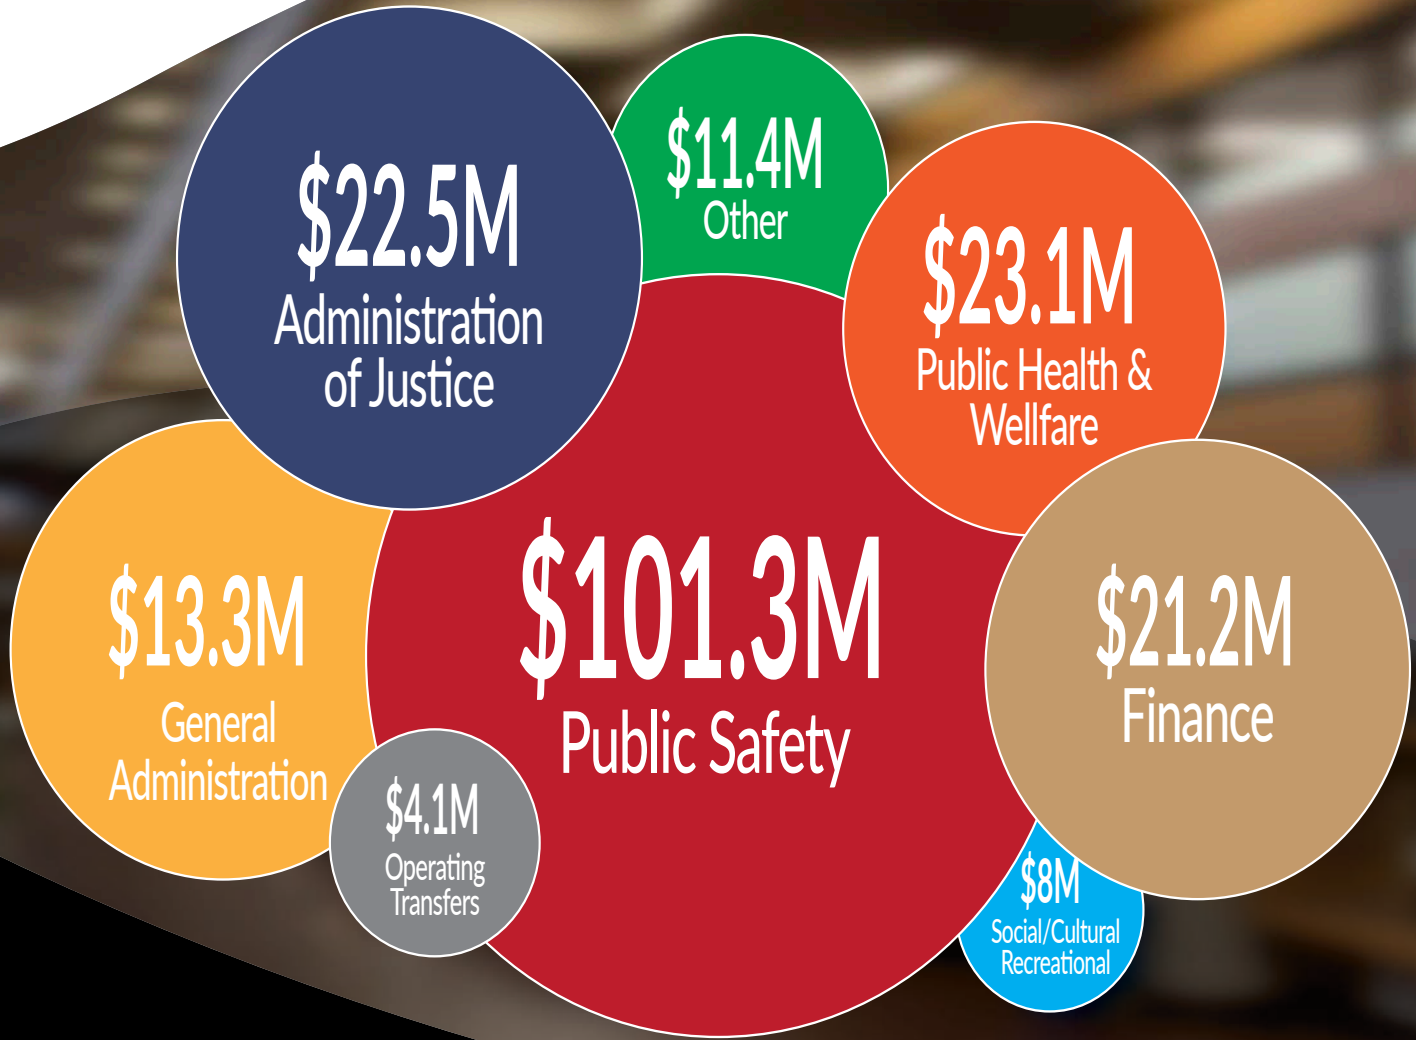 $22.5M
Administration
of Justice
$11.4M
Other
$23.1M
Public Health &
Wellfare
$13.3M
General
Administration
$101.3M
Public Safety
$21.2M
Finance
$4.1M
Operating
Transfers
$8M
Social/Cultural
Recreational